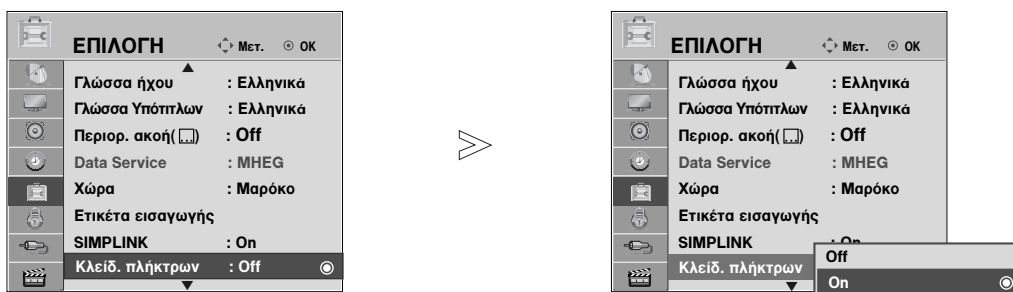 ΕΠΙΛΟΓΗ Μετ. OK
Γλώσσα ήχου : Ελληνικά
Γλώσσα Υπότιτλων : Ελληνικά
Περιορ. ακοή( ) : Off
Data Service : MHEG
Χώρα : Μαρόκο
Ετικέτα εισαγωγής
SIMPLINK : On
Κλείδ. πλήκτρων : Off
ΕΠΙΛΟΓΗ Μετ. OK
Γλώσσα ήχου : Ελληνικά
Γλώσσα Υπότιτλων : Ελληνικά
Περιορ. ακοή( ) : Off
Data Service : MHEG
Χώρα : Μαρόκο
Ετικέτα εισαγωγής
SIMPLINK : On
Κλείδ. πλήκτρων
Off
On